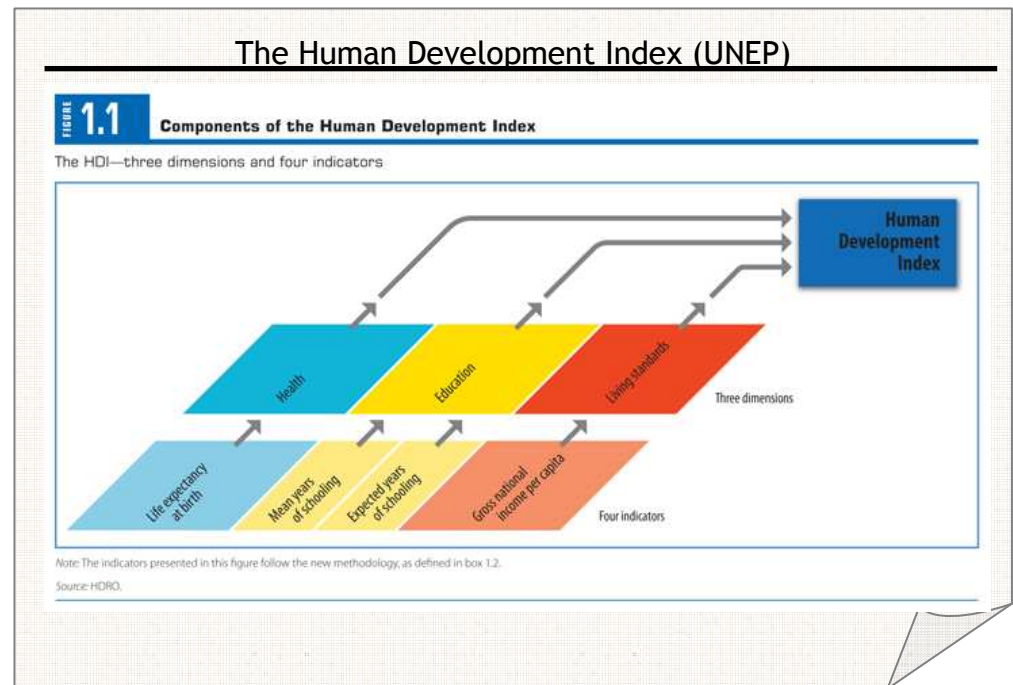 The Human Development Index (UNEP)
FIGURE 1.1 Components of the Human Development Index
The HDI—three dimensions and four indicators
Human
Development
Index
Health
Education
Living standards
Three dimensions
Life expectancy
at birth
Mean years
of schooling
Expected years
of schooling
Gross national
income per capita
Four indicators
Note: The indicators presented in this figure follow the new methodology, as defined in box 1.2.
Source: HDRO.